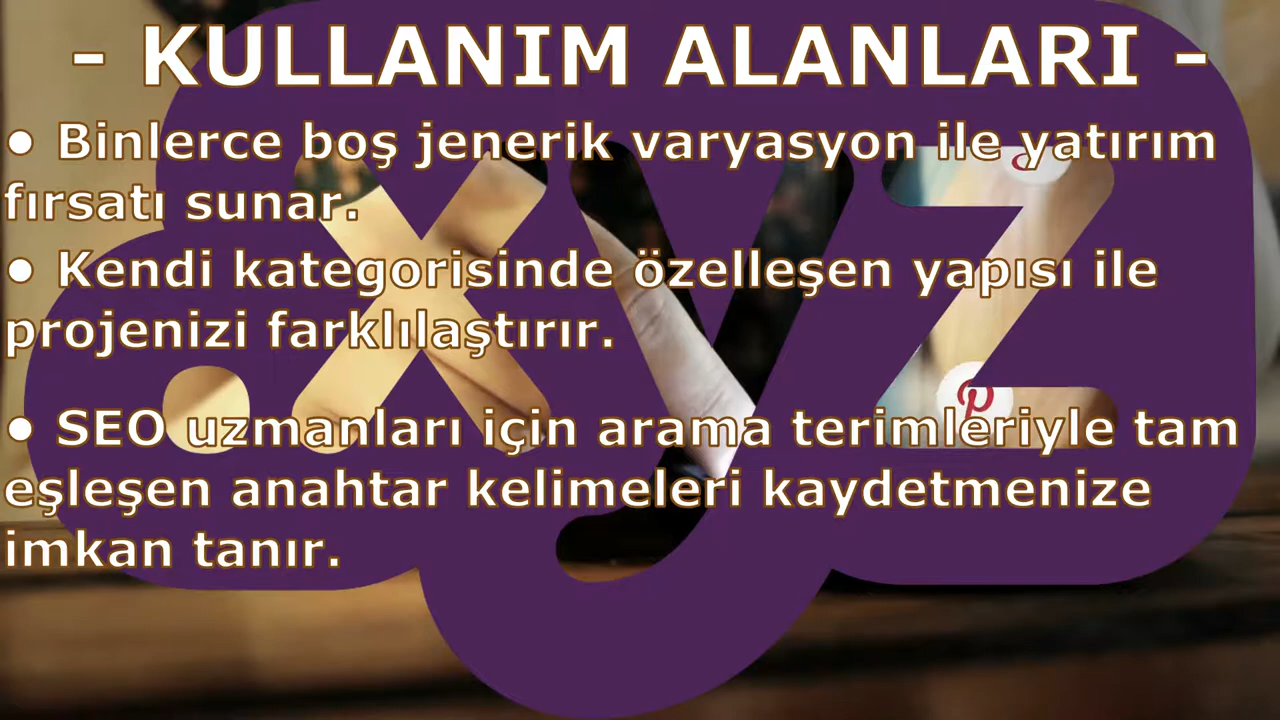 - KULLANIM ALANLARI -
● Binlerce boş jenerik varyasyon ile yatırım
fırsatı sunar.
● Kendi kategorisinde özelleşen yapısı ile
projenizi farklılaştırır.
.xyz
● SEO uzmanları için arama terimleriyle tam
eşleşen anahtar kelimeleri kaydetmenize
imkan tanır.